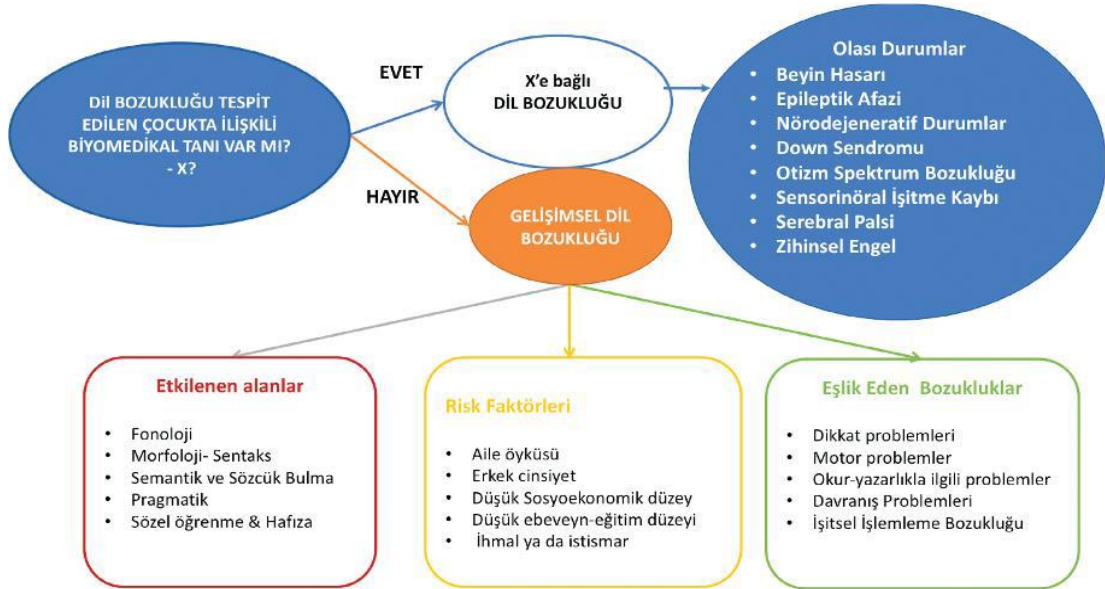 Dil BOZUKLUĞU TESPİT
EDİLEN ÇOCUKTA İLİŞKİLİ
BİYOMEDİKAL TANI VAR MI?
- X?
EVET
HAYIR
X'e bağlı
DİL BOZUKLUĞU
GELİŞİMSEL DİL
BOZUKLUĞU
Olası Durumlar
• Beyin Hasarı
• Epileptik Afazi
• Nörodejeneratif Durumlar
• Down Sendromu
• Otizm Spektrum Bozukluğu
• Sensorinöral İşitme Kaybı
• Serebral Palsi
• Zihinsel Engel
Etkilenen alanlar
• Fonoloji
• Morfoloji- Sentaks
• Semantik ve Sözcük Bulma
• Pragmatik
• Sözel öğrenme & Hafıza
Risk Faktörleri
• Aile öyküsü
• Erkek cinsiyet
• Düşük Sosyoekonomik düzey
• Düşük ebeveyn-eğitim düzeyi
• İhmal ya da istismar
Eşlik Eden Bozukluklar
• Dikkat problemleri
• Motor problemler
• Okur-yazarlıkla ilgili problemler
• Davranış Problemleri
• İşitsel İşlemleme Bozukluğu